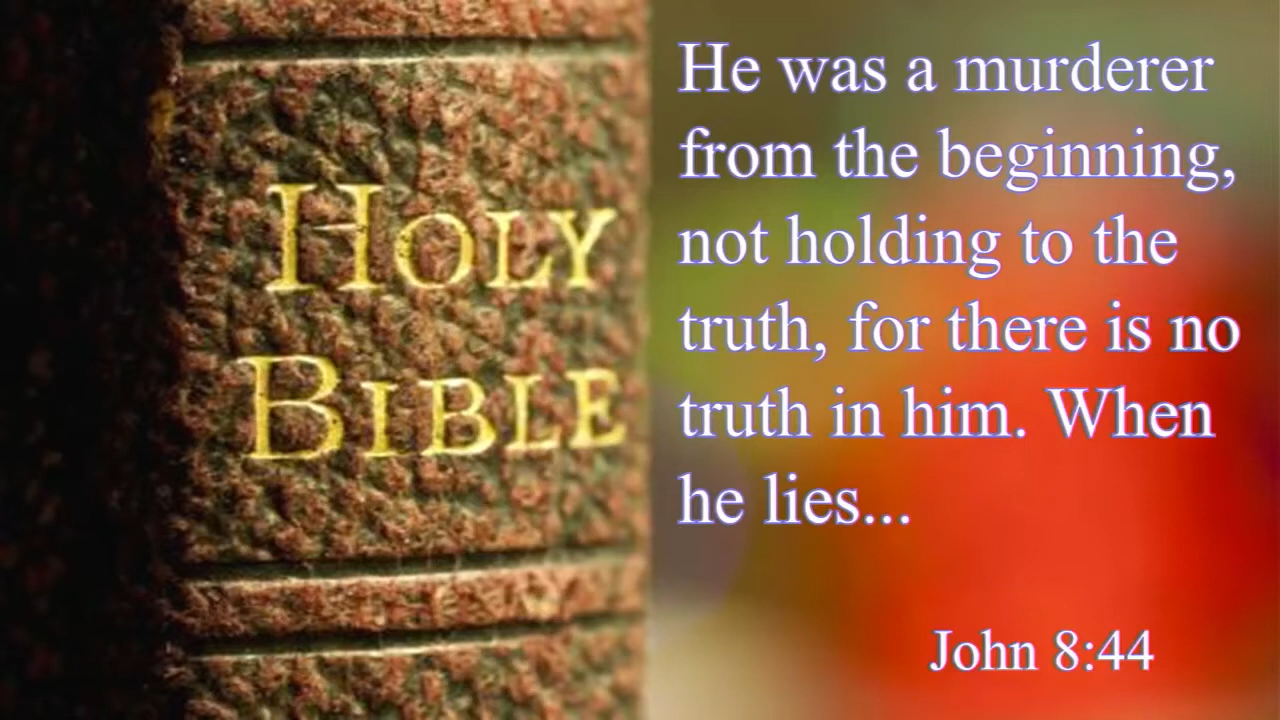 HOLY
BIBLE
He was a murderer
from the beginning,
not holding to the
truth, for there is no
truth in him. When
he lies...
John 8:44